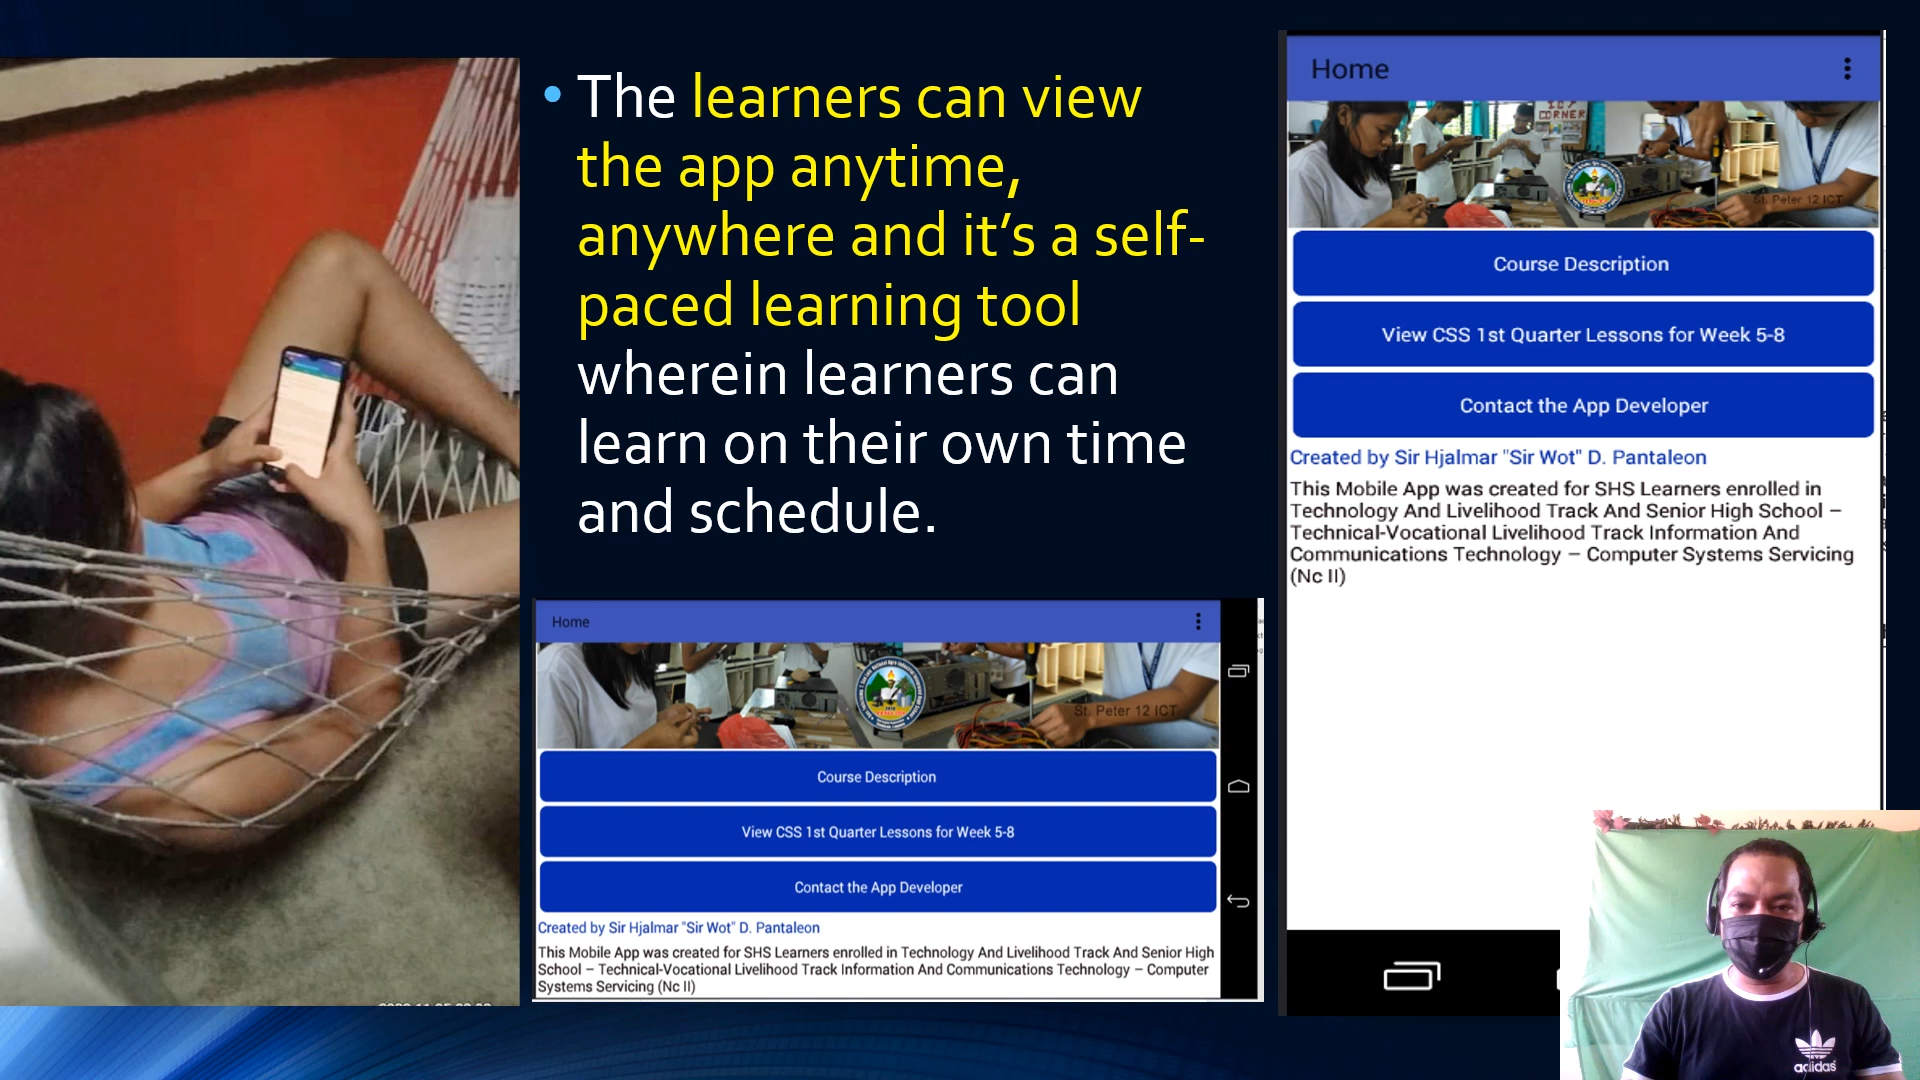 • The learners can view
the app anytime,
anywhere and it’s a self-
paced learning tool
wherein learners can
learn on their own time
and schedule.
Home
St. Peter 12 ICT
Course Description
View CSS 1st Quarter Lessons for Week 5-8
Contact the App Developer
Created by Sir Hjalmar "Sir Wot" D. Pantaleon
This Mobile App was created for SHS Learners enrolled in Technology And Livelihood Track And Senior High
School – Technical-Vocational Livelihood Track Information And Communications Technology – Computer
Systems Servicing (Nc II)
Home
CORNER
St. Peter 12 ICT
Course Description
View CSS 1st Quarter Lessons for Week 5-8
Contact the App Developer
Created by Sir Hjalmar "Sir Wot" D. Pantaleon
This Mobile App was created for SHS Learners enrolled in
Technology And Livelihood Track And Senior High School –
Technical-Vocational Livelihood Track Information And
Communications Technology – Computer Systems Servicing
(Nc II)
adidas